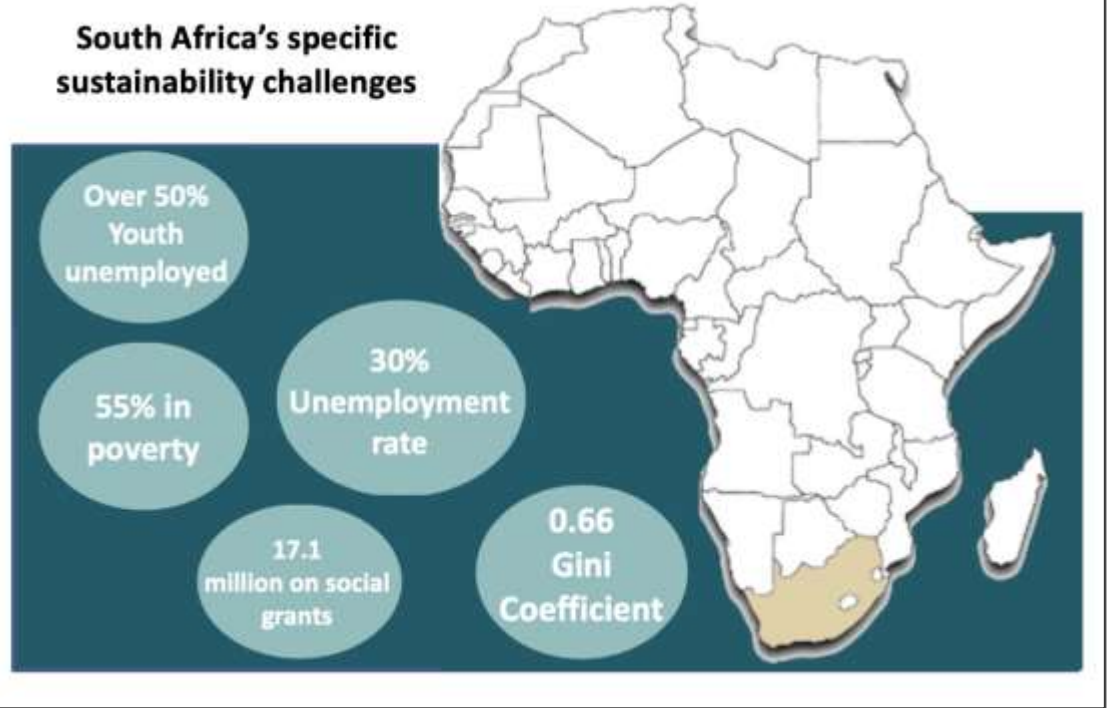 South Africa’s specific
sustainability challenges
Over 50%
Youth
unemployed
30%
Unemployment
rate
55% in
poverty
17.1
million on social
grants
0.66
Gini
Coefficient